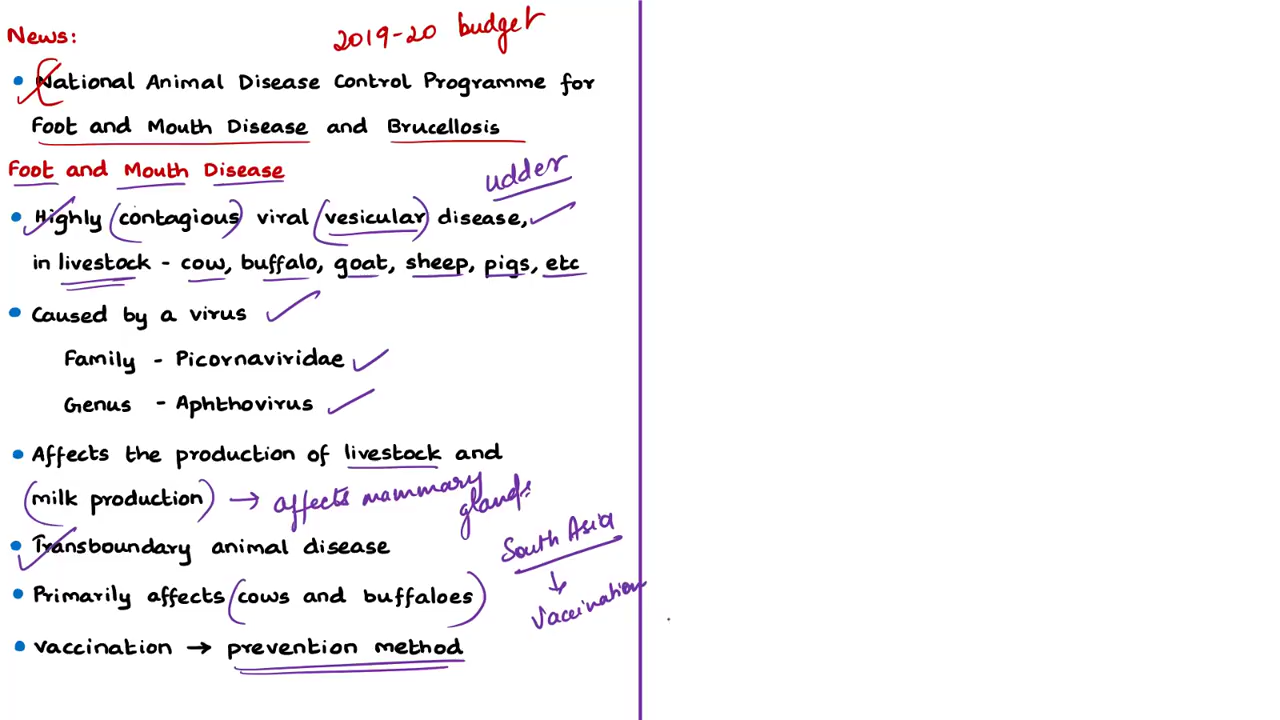 News:
2019-20 budget
• National Animal Disease Control Programme for
Foot and Mouth Disease and Brucellosis
Foot and Mouth Disease
udder
• Highly (contagious) viral (vesicular) disease,
in livestock - cow, buffalo, goat, sheep, pigs, etc
• Caused by a virus
Family - Picornaviridae
Genus - Aphthovirus
• Affects the production of livestock and
(milk production) → affects mammary
glands
South Asia
• Transboundary animal disease
• Primarily affects (cows and buffaloes)
↓
Vaccination
• vaccination → prevention method